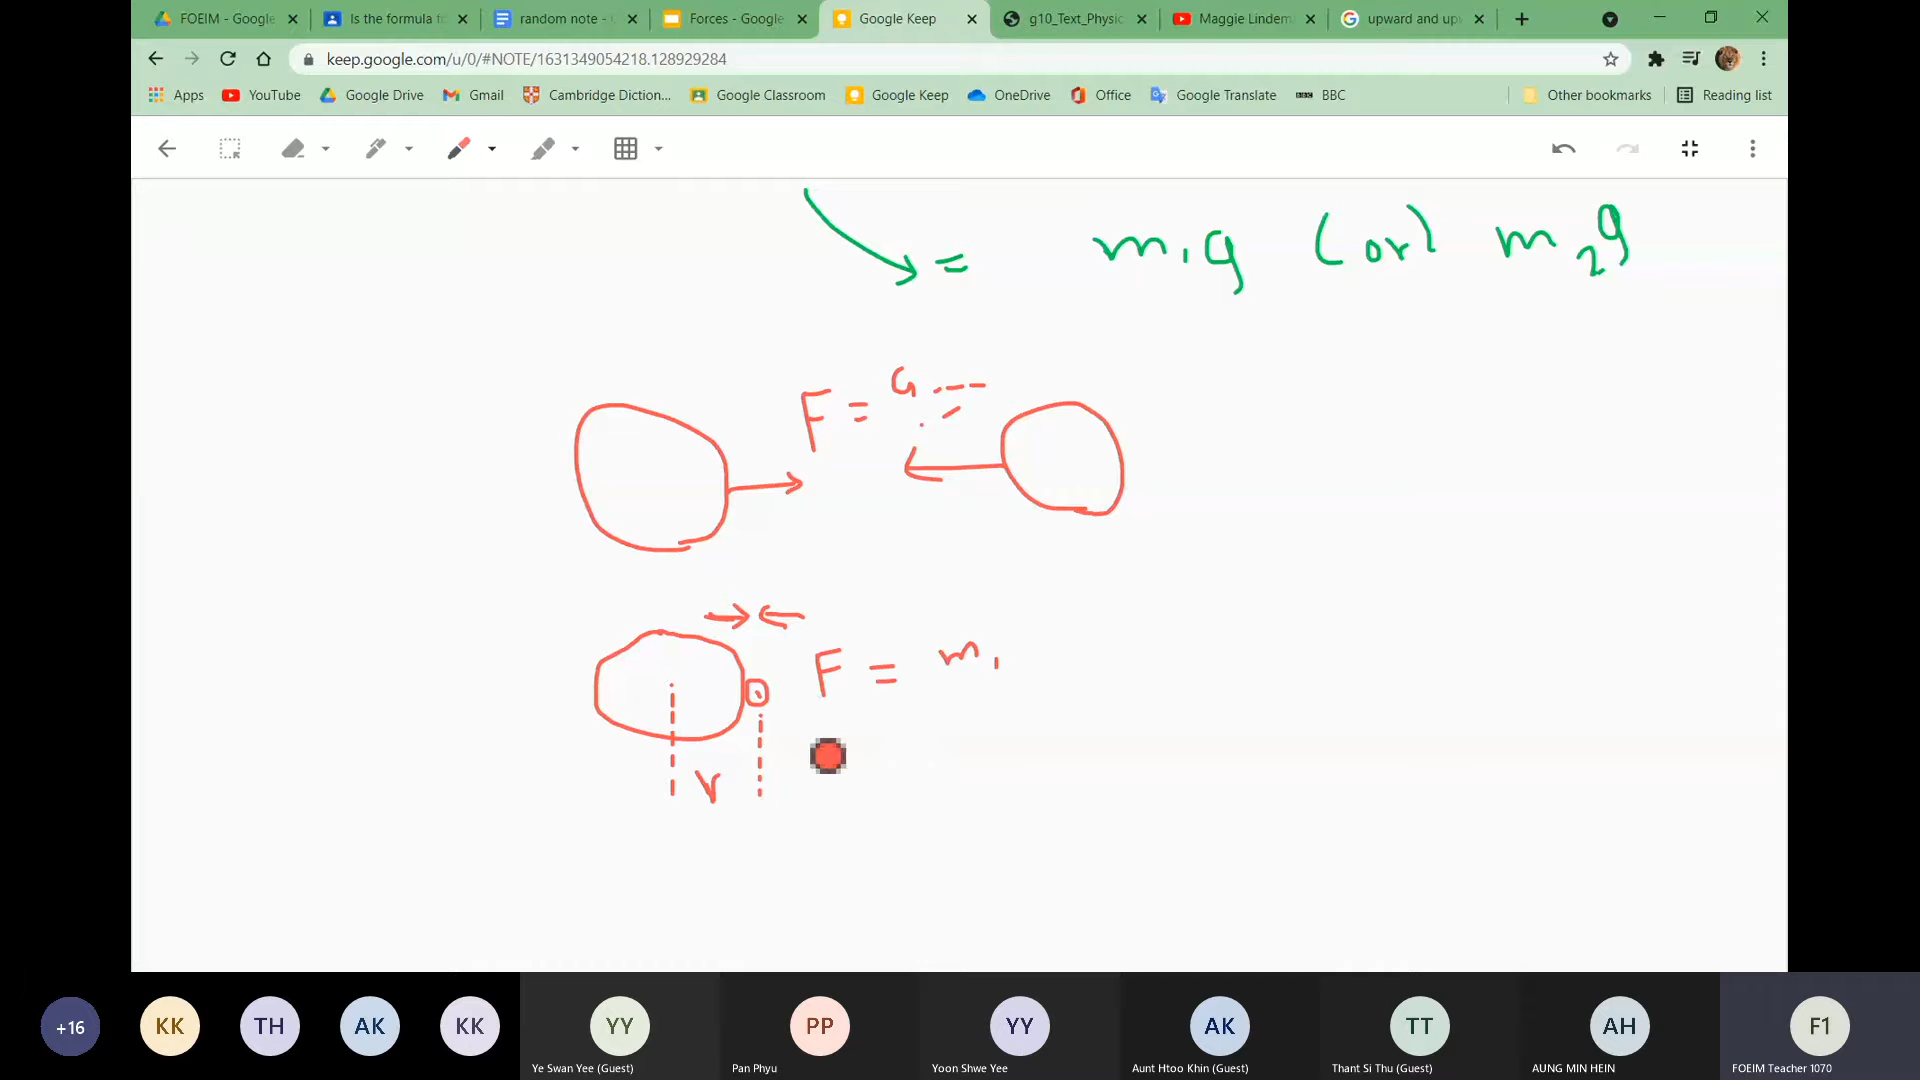 FOEIM - Google
Is the formula fo
random note - G
Forces - Google
Google Keep
g10_Text_Physic
Maggie Lindem
upward and up
keep.google.com/u/0/#NOTE/1631349054218.128929284
Apps
YouTube
Google Drive
Gmail
Cambridge Diction...
Google Classroom
Google Keep
OneDrive
Office
Google Translate
BBC
Other bookmarks
Reading list
= m₁g (or) m₂g
F = G
F = m₁
r
+16
KK
TH
AK
KK
YY
PP
YY
AK
TT
AH
F1
Ye Swan Yee (Guest)
Pan Phyu
Yoon Shwe Yee
Aunt Htoo Khin (Guest)
Thant Si Thu (Guest)
AUNG MIN HEIN
FOEIM Teacher 1070